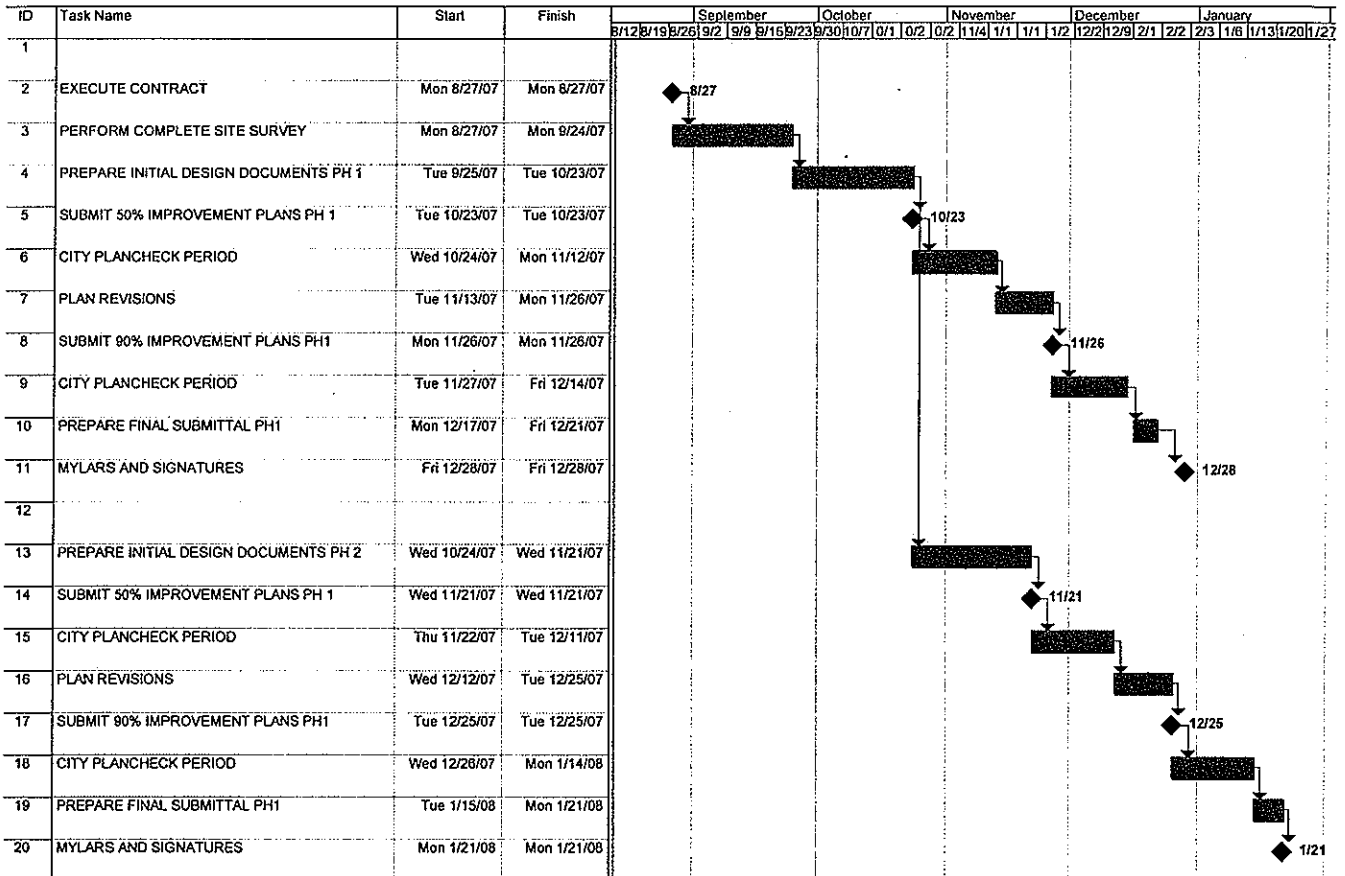 ID Task Name Start Finish September October November December January
8/12 8/19 8/26 9/2 9/9 9/16 9/23 9/30 10/7 0/1 0/2 0/2 11/4 1/1 1/1 1/2 12/2 12/9 2/1 2/2 2/3 1/6 1/13 1/20 1/27
1
2 EXECUTE CONTRACT Mon 8/27/07 Mon 8/27/07 8/27
3 PERFORM COMPLETE SITE SURVEY Mon 8/27/07 Mon 9/24/07
4 PREPARE INITIAL DESIGN DOCUMENTS PH 1 Tue 9/25/07 Tue 10/23/07
5 SUBMIT 50% IMPROVEMENT PLANS PH 1 Tue 10/23/07 Tue 10/23/07 10/23
6 CITY PLANCHECK PERIOD Wed 10/24/07 Mon 11/12/07
7 PLAN REVISIONS Tue 11/13/07 Mon 11/26/07
8 SUBMIT 90% IMPROVEMENT PLANS PH1 Mon 11/26/07 Mon 11/26/07 11/26
9 CITY PLANCHECK PERIOD Tue 11/27/07 Fri 12/14/07
10 PREPARE FINAL SUBMITTAL PH1 Mon 12/17/07 Fri 12/21/07
11 MYLARS AND SIGNATURES Fri 12/28/07 Fri 12/28/07 12/28
12
13 PREPARE INITIAL DESIGN DOCUMENTS PH 2 Wed 10/24/07 Wed 11/21/07
14 SUBMIT 50% IMPROVEMENT PLANS PH 1 Wed 11/21/07 Wed 11/21/07 11/21
15 CITY PLANCHECK PERIOD Thu 11/22/07 Tue 12/11/07
16 PLAN REVISIONS Wed 12/12/07 Tue 12/25/07
17 SUBMIT 90% IMPROVEMENT PLANS PH1 Tue 12/25/07 Tue 12/25/07 12/25
18 CITY PLANCHECK PERIOD Wed 12/26/07 Mon 1/14/08
19 PREPARE FINAL SUBMITTAL PH1 Tue 1/15/08 Mon 1/21/08
20 MYLARS AND SIGNATURES Mon 1/21/08 Mon 1/21/08 1/21